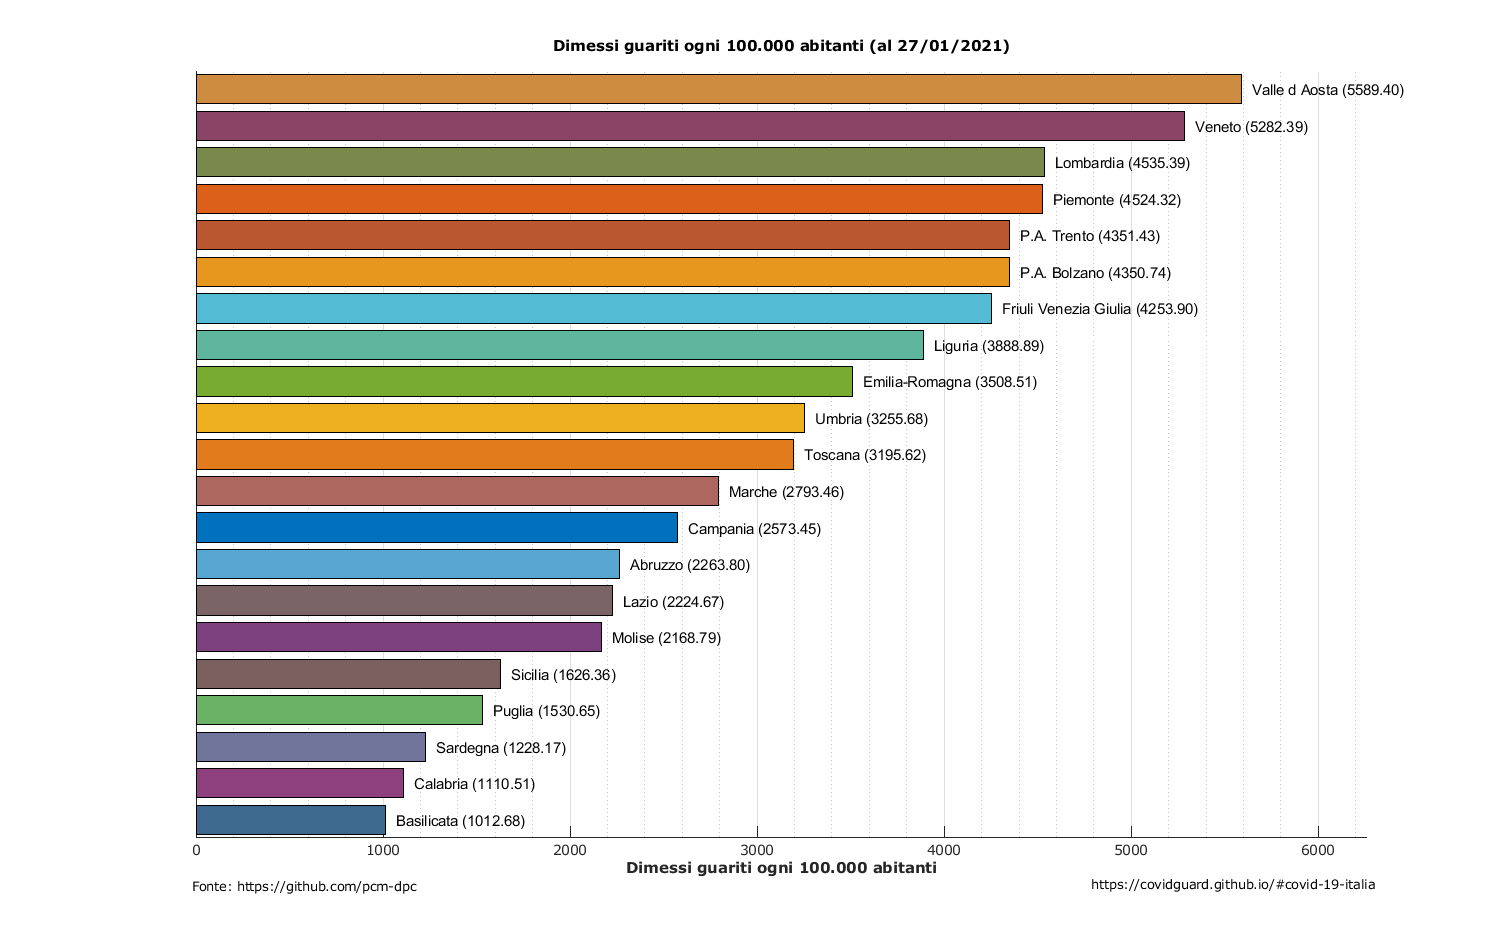 Dimessi guariti ogni 100.000 abitanti (al 27/01/2021)
Valle d Aosta (5589.40)
Veneto (5282.39)
Lombardia (4535.39)
Piemonte (4524.32)
P.A. Trento (4351.43)
P.A. Bolzano (4350.74)
Friuli Venezia Giulia (4253.90)
Liguria (3888.89)
Emilia-Romagna (3508.51)
Umbria (3255.68)
Toscana (3195.62)
Marche (2793.46)
Campania (2573.45)
Abruzzo (2263.80)
Lazio (2224.67)
Molise (2168.79)
Sicilia (1626.36)
Puglia (1530.65)
Sardegna (1228.17)
Calabria (1110.51)
Basilicata (1012.68)
0 1000 2000 3000 4000 5000 6000
Dimessi guariti ogni 100.000 abitanti
Fonte: https://github.com/pcm-dpc
https://covidguard.github.io/#covid-19-italia